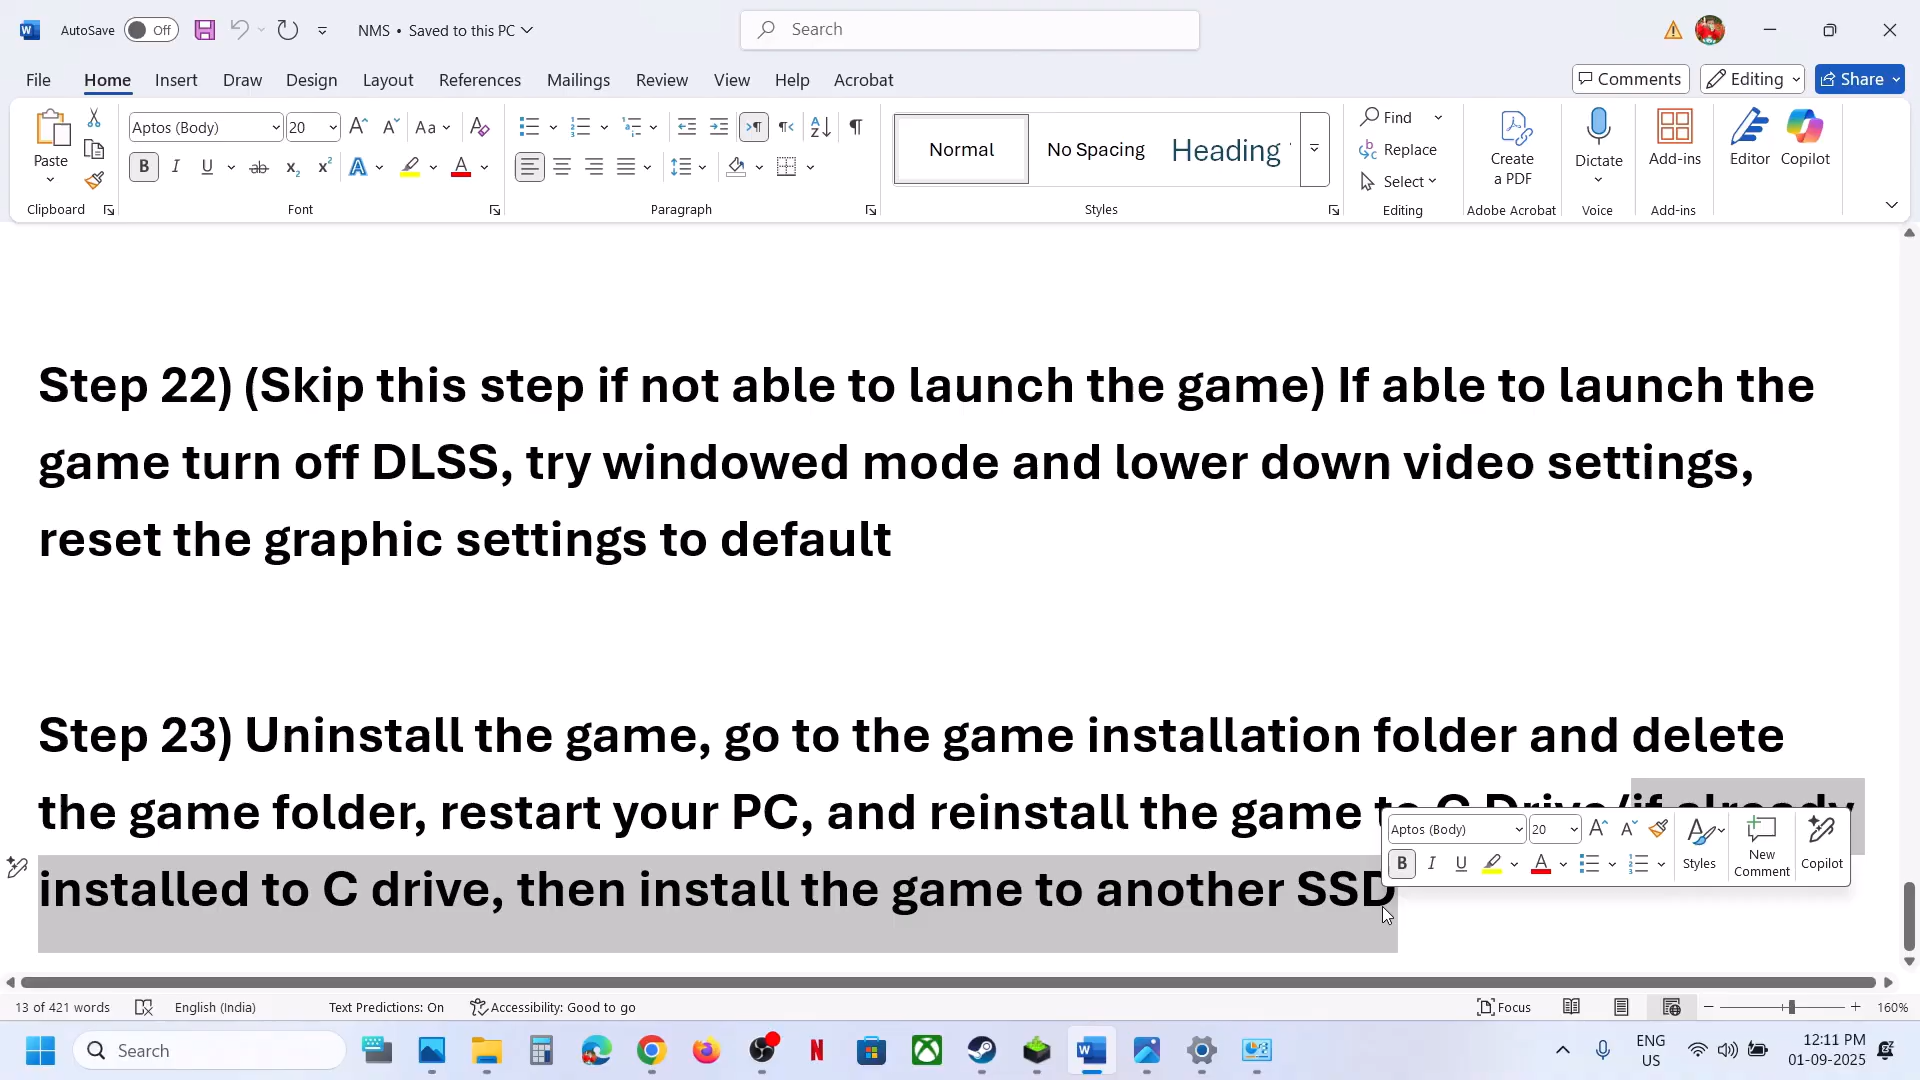 AutoSave Off NMS • Saved to this PC Search
File Home Insert Draw Design Layout References Mailings Review View Help Acrobat Comments Editing Share
Paste Aptos (Body) 20 Normal No Spacing Heading Find Replace Select Create a PDF Dictate Add-ins Editor Copilot
Clipboard Font Paragraph Styles Editing Adobe Acrobat Voice Add-ins
Step 22) (Skip this step if not able to launch the game) If able to launch the
game turn off DLSS, try windowed mode and lower down video settings,
reset the graphic settings to default
Step 23) Uninstall the game, go to the game installation folder and delete
the game folder, restart your PC, and reinstall the game to C Drive/if already
installed to C drive, then install the game to another SSD
Aptos (Body) 20 Styles New Comment Copilot
13 of 421 words English (India) Text Predictions: On Accessibility: Good to go Focus 160%
Search ENG US 12:11 PM 01-09-2025